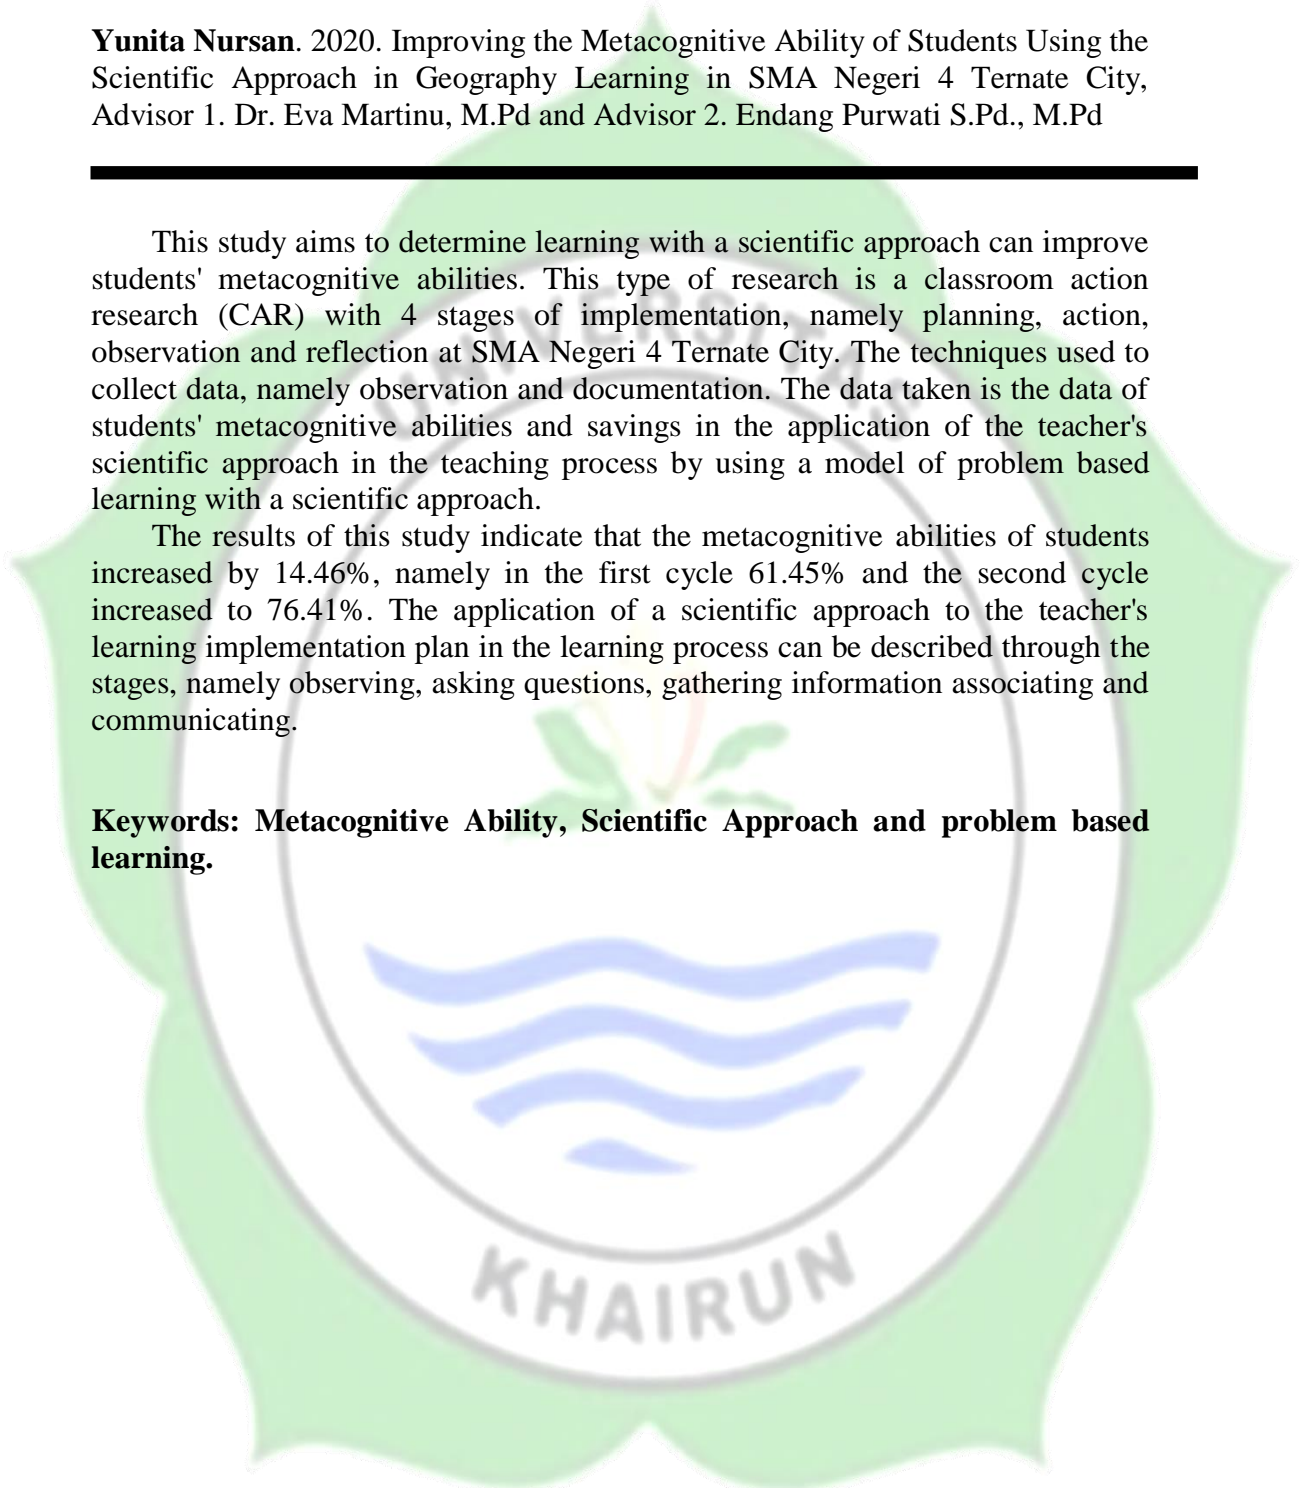 Yunita Nursan. 2020. Improving the Metacognitive Ability of Students Using the
Scientific Approach in Geography Learning in SMA Negeri 4 Ternate City,
Advisor 1. Dr. Eva Martinu, M.Pd and Advisor 2. Endang Purwati S.Pd., M.Pd
This study aims to determine learning with a scientific approach can improve
students' metacognitive abilities. This type of research is a classroom action
research (CAR) with 4 stages of implementation, namely planning, action,
observation and reflection at SMA Negeri 4 Ternate City. The techniques used to
collect data, namely observation and documentation. The data taken is the data of
students' metacognitive abilities and savings in the application of the teacher's
scientific approach in the teaching process by using a model of problem based
learning with a scientific approach.
The results of this study indicate that the metacognitive abilities of students
increased by 14.46%, namely in the first cycle 61.45% and the second cycle
increased to 76.41%. The application of a scientific approach to the teacher's
learning implementation plan in the learning process can be described through the
stages, namely observing, asking questions, gathering information associating and
communicating.
Keywords: Metacognitive Ability, Scientific Approach and problem based
learning.
UNIVERSITAS
KHAIRUN